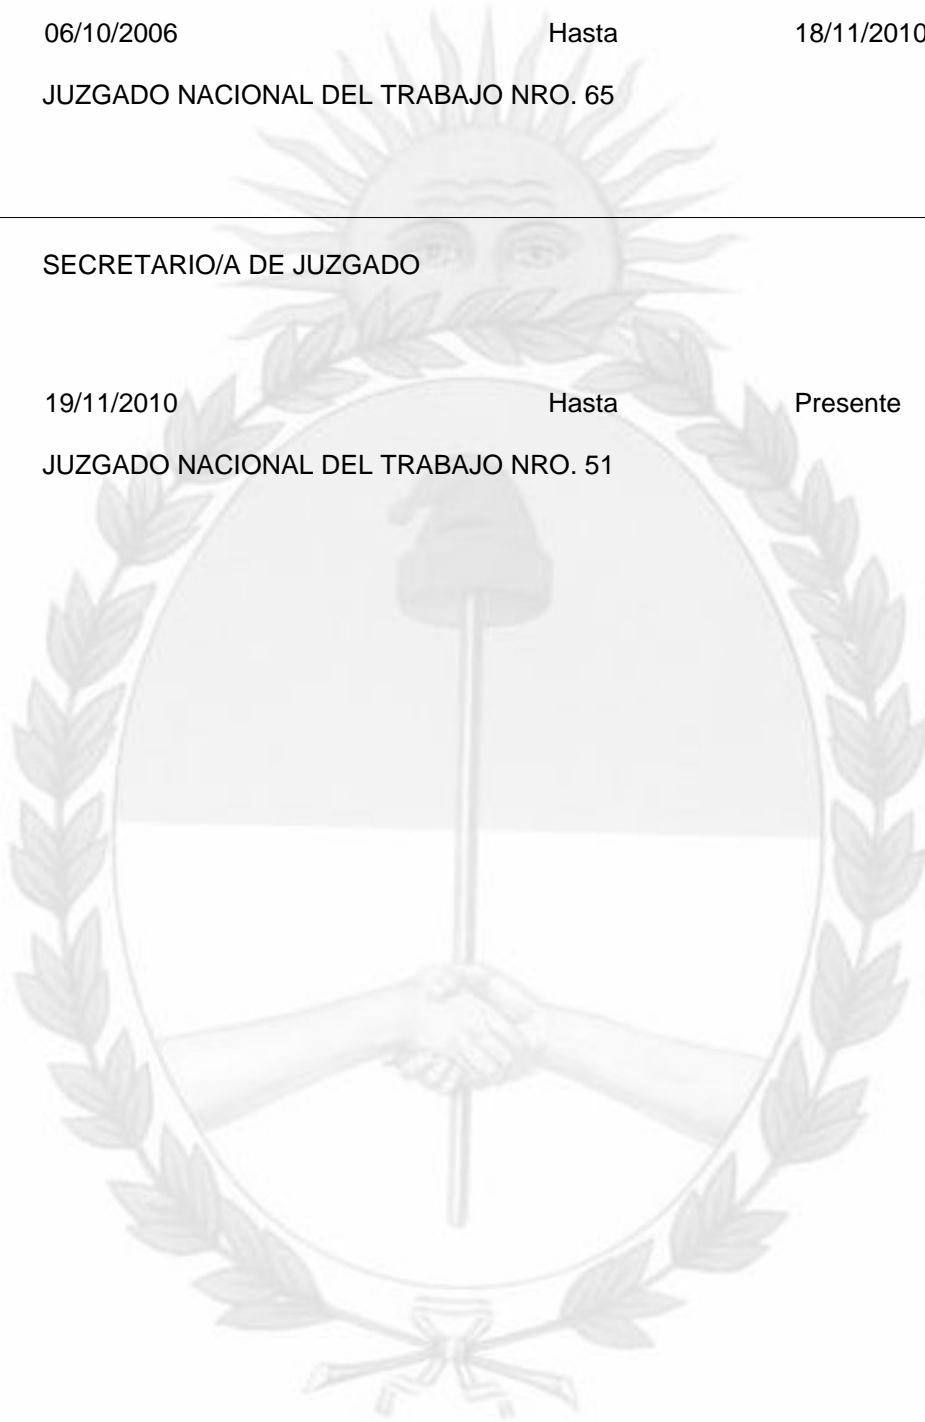 06/10/2006 Hasta 18/11/2010
JUZGADO NACIONAL DEL TRABAJO NRO. 65
SECRETARIO/A DE JUZGADO
19/11/2010 Hasta Presente
JUZGADO NACIONAL DEL TRABAJO NRO. 51